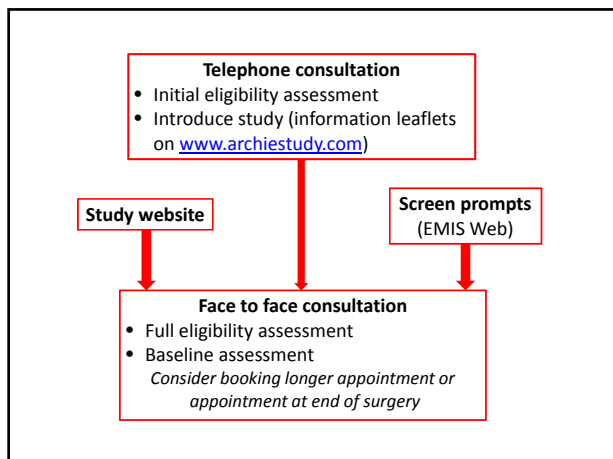 Telephone consultation
• Initial eligibility assessment
• Introduce study (information leaflets
on www.archiestudy.com)
Study website
Screen prompts
(EMIS Web)
Face to face consultation
• Full eligibility assessment
• Baseline assessment
Consider booking longer appointment or
appointment at end of surgery